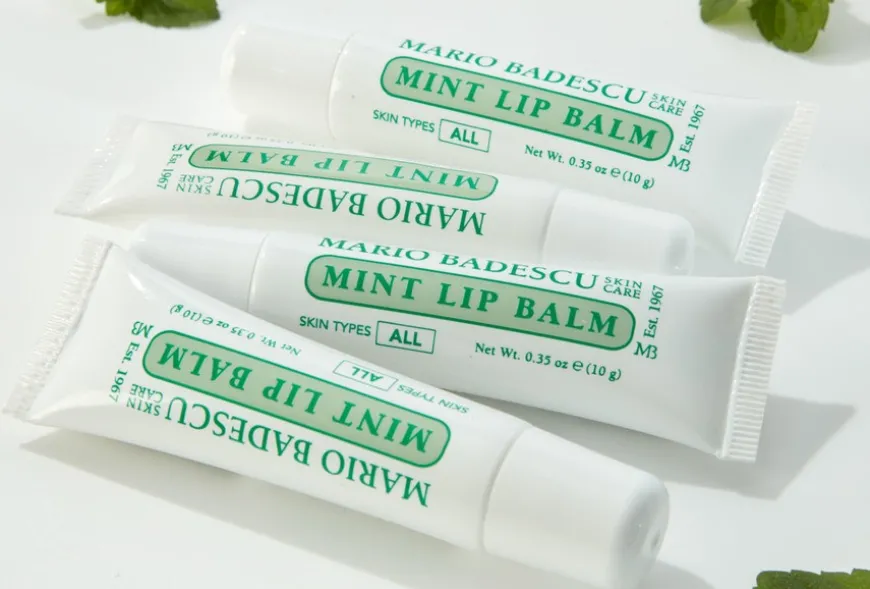 MARIO BADESCU SKIN CARE
MINT LIP BALM
SKIN TYPES ALL
Net Wt. 0.35 oz ℮ (10 g)
MB Est. 1967
MARIO BADESCU SKIN CARE
MINT LIP BALM
MB Est. 1967
MARIO BADESCU SKIN CARE
MINT LIP BALM
SKIN TYPES ALL
Net Wt. 0.35 oz ℮ (10 g)
MB Est. 1967
MARIO BADESCU SKIN CARE
MINT LIP BALM
SKIN TYPES ALL
Net Wt. 0.35 oz ℮ (10 g)
MB Est. 1967